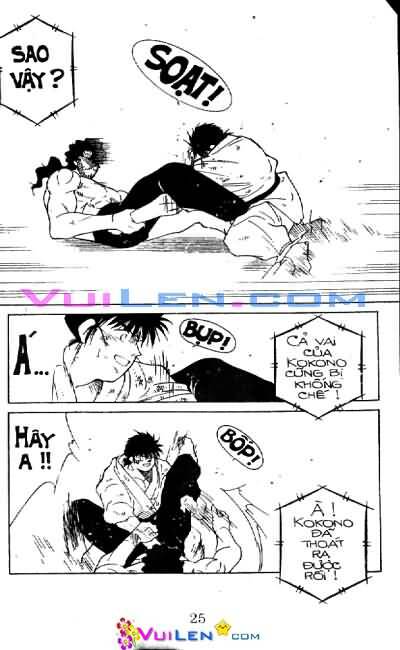 SAO
VẬY?
SOẠT!
VUILEN.COM
Á...
BỤP!
CẢ VAI
CỦA
KOKONO
CŨNG BỊ
KHỐNG
CHẾ!
HÂY
A!!
BỐP!
À!
KOKONO
ĐÃ
THOÁT
RA
ĐƯỢC
RỒI!
25
VUILEN.COM